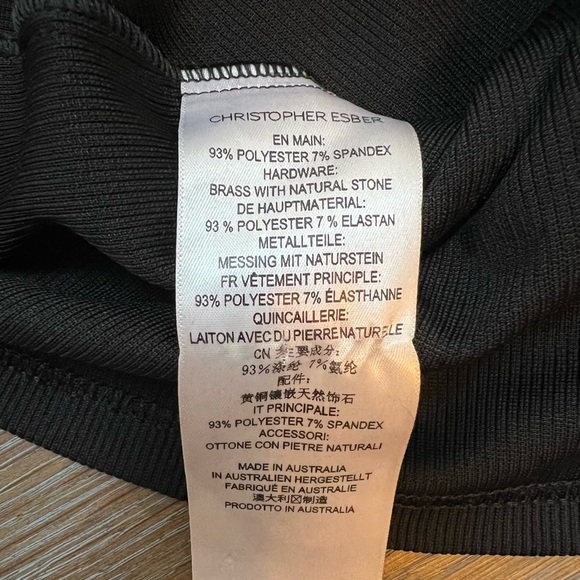 CHRISTOPHER ESBER
EN MAIN:
93% POLYESTER 7% SPANDEX
HARDWARE:
BRASS WITH NATURAL STONE
DE HAUPTMATERIAL:
93 % POLYESTER 7 % ELASTAN
METALLTEILE:
MESSING MIT NATURSTEIN
FR VÊTEMENT PRINCIPLE:
93% POLYESTER 7% ÉLASTHANNE
QUINCAILLERIE:
LAITON AVEC DU PIERRE NATURELLE
CN 主要成分:
93%涤纶 7%氨纶
配件:
黄铜镶嵌天然饰石
IT PRINCIPALE:
93% POLYESTER 7% SPANDEX
ACCESSORI:
OTTONE CON PIETRE NATURALI
MADE IN AUSTRALIA
IN AUSTRALIEN HERGESTELLT
FABRIQUÉ EN AUSTRALIE
澳大利区制造
PRODOTTO IN AUSTRALIA